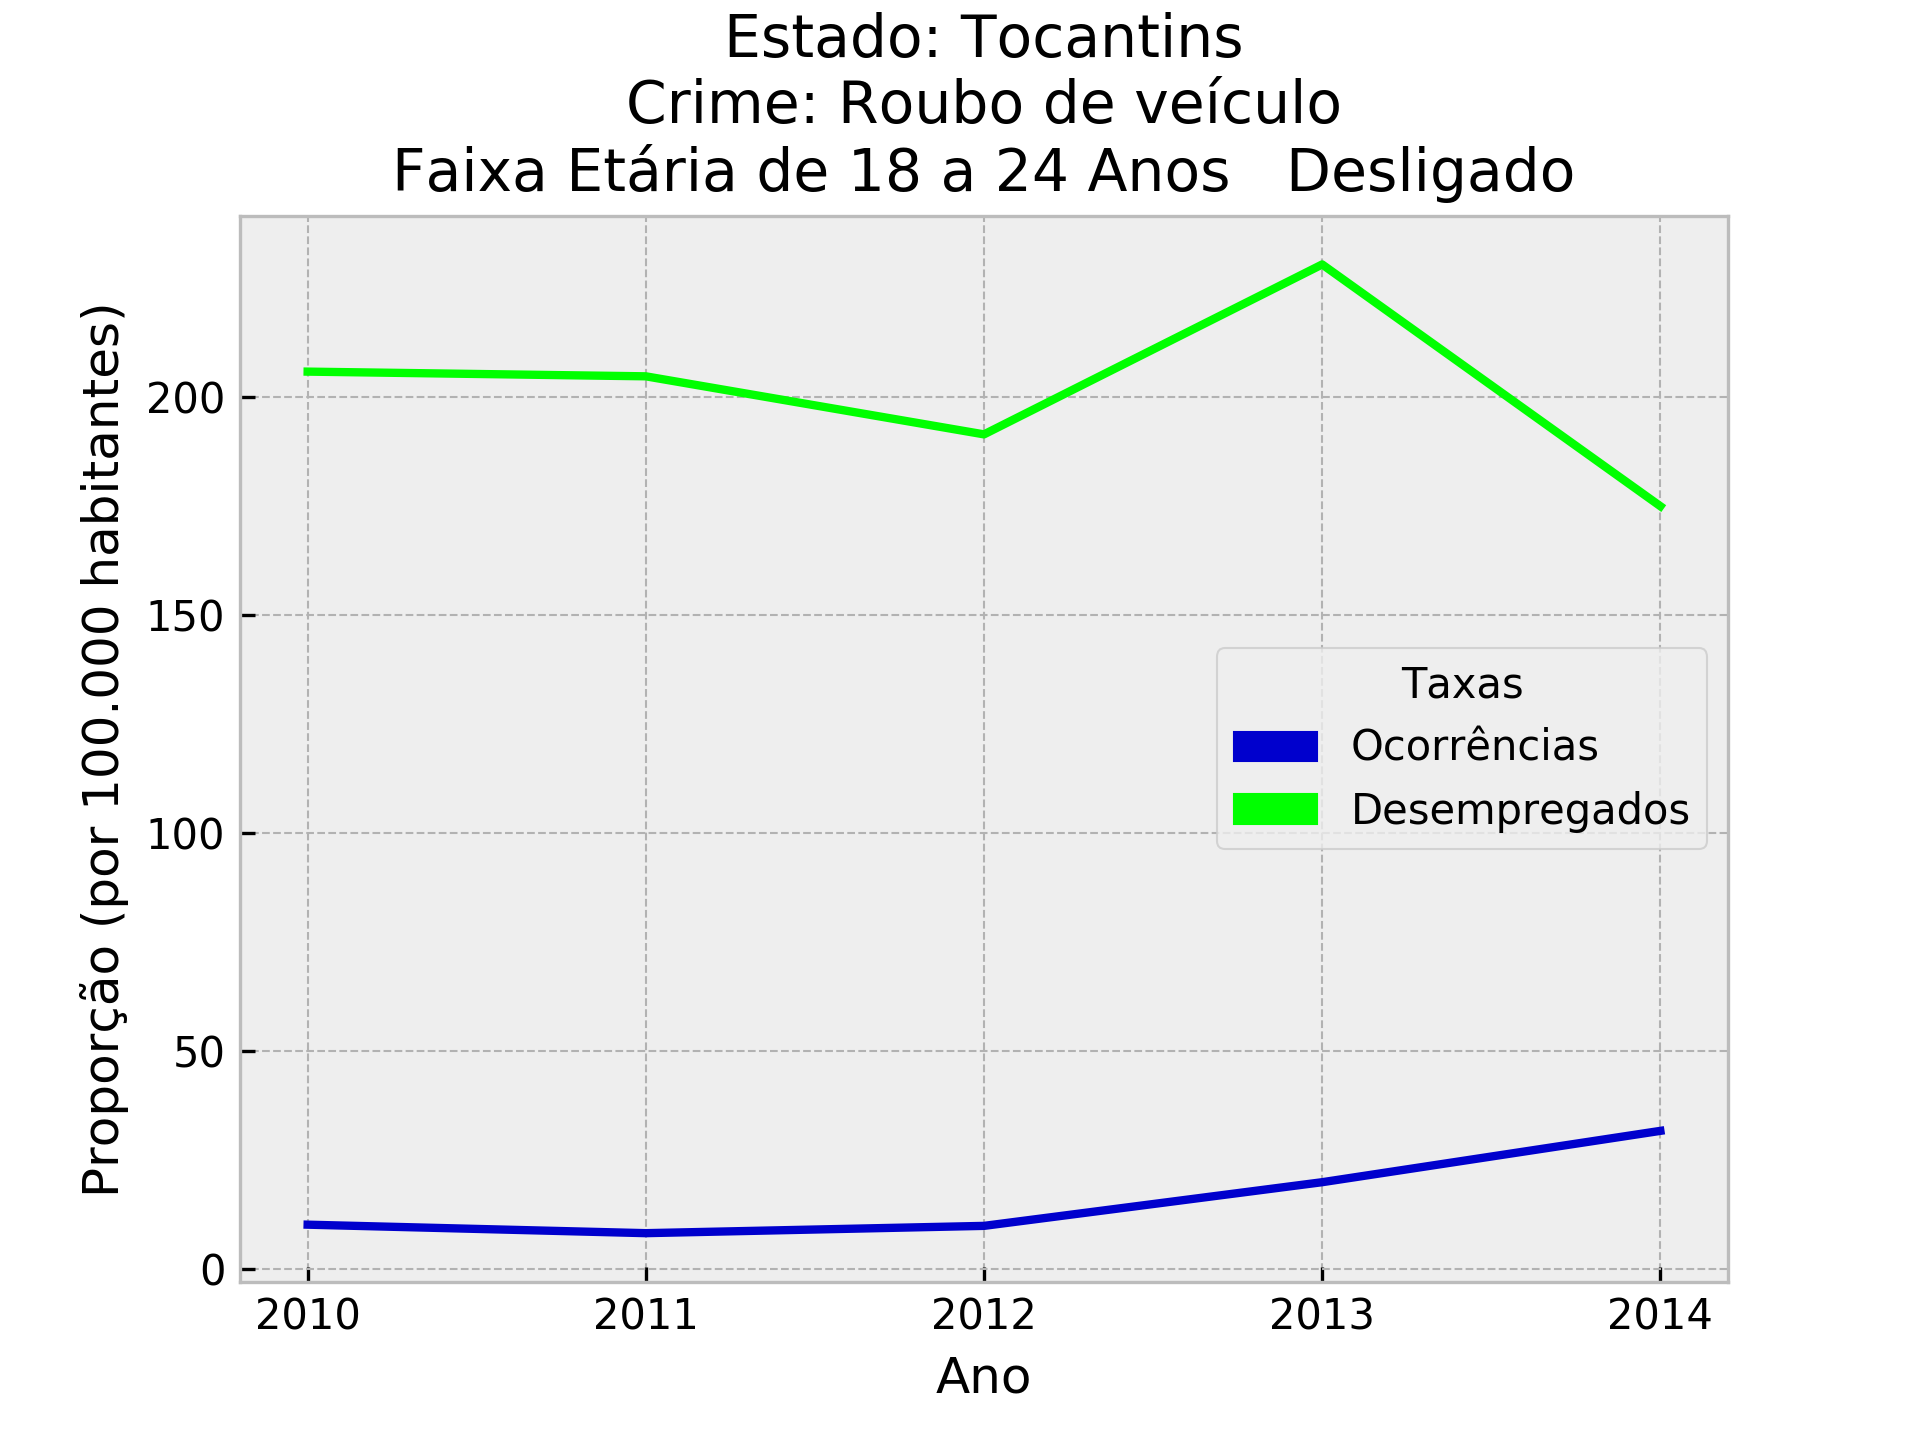 Estado: Tocantins
Crime: Roubo de veículo
Faixa Etária de 18 a 24 Anos   Desligado
Proporção (por 100.000 habitantes)
200
150
100
50
0
Taxas
Ocorrências
Desempregados
2010 2011 2012 2013 2014
Ano